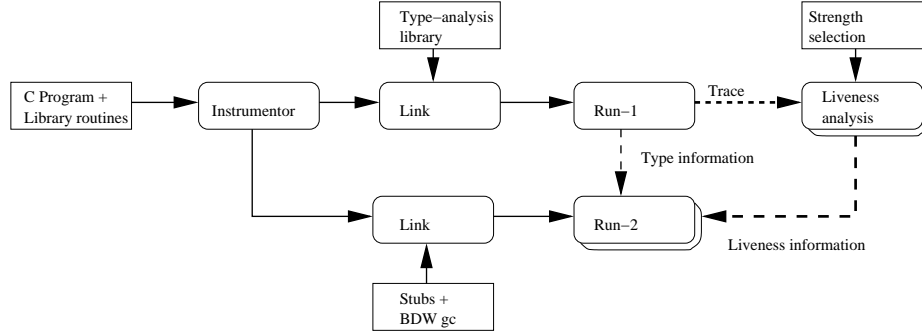 Type−analysis
library
Strength
selection
C Program +
Library routines
Instrumentor
Link
Run−1
Trace
Liveness
analysis
Type information
Link
Run−2
Liveness information
Stubs +
BDW gc